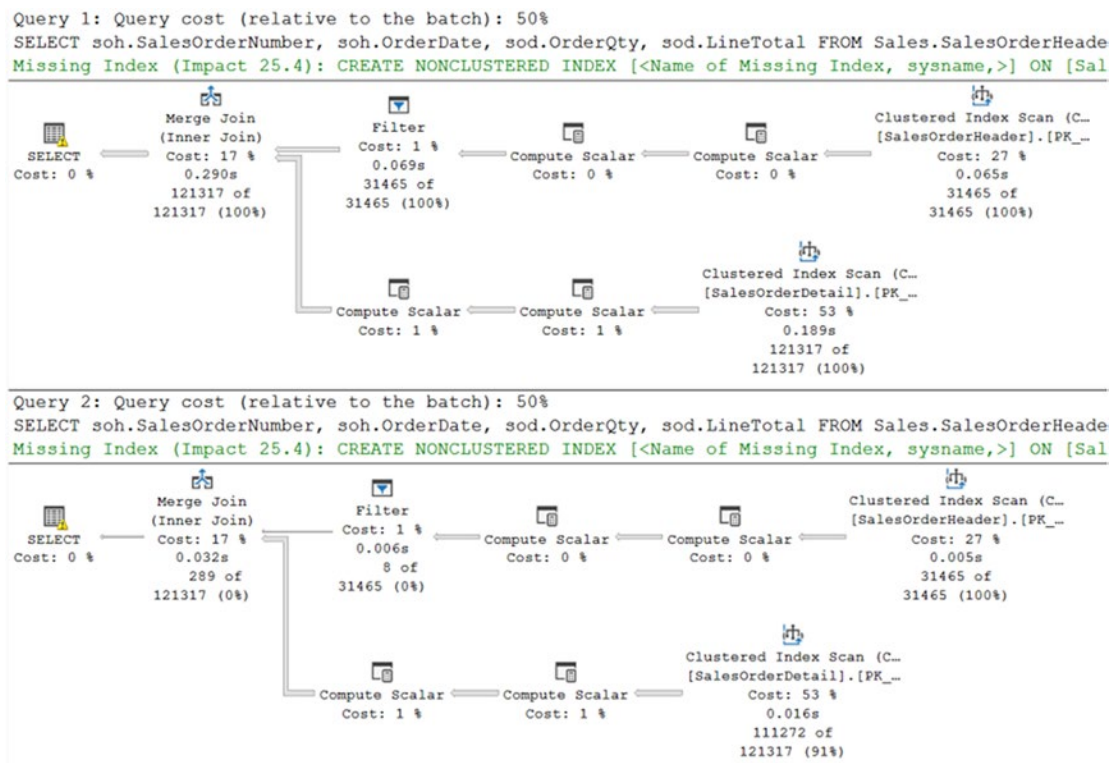 Query 1: Query cost (relative to the batch): 50%
SELECT soh.SalesOrderNumber, soh.OrderDate, sod.OrderQty, sod.LineTotal FROM Sales.SalesOrderHeade
Missing Index (Impact 25.4): CREATE NONCLUSTERED INDEX [<Name of Missing Index, sysname,>] ON [Sal
SELECT
Cost: 0 %
Merge Join
(Inner Join)
Cost: 17 %
0.290s
121317 of
121317 (100%)
Filter
Cost: 1 %
0.069s
31465 of
31465 (100%)
Compute Scalar
Cost: 0 %
Compute Scalar
Cost: 0 %
Clustered Index Scan (C…
[SalesOrderHeader].[PK_…
Cost: 27 %
0.065s
31465 of
31465 (100%)
Compute Scalar
Cost: 1 %
Compute Scalar
Cost: 1 %
Clustered Index Scan (C…
[SalesOrderDetail].[PK_…
Cost: 53 %
0.189s
121317 of
121317 (100%)
Query 2: Query cost (relative to the batch): 50%
SELECT soh.SalesOrderNumber, soh.OrderDate, sod.OrderQty, sod.LineTotal FROM Sales.SalesOrderHeade
Missing Index (Impact 25.4): CREATE NONCLUSTERED INDEX [<Name of Missing Index, sysname,>] ON [Sal
SELECT
Cost: 0 %
Merge Join
(Inner Join)
Cost: 17 %
0.032s
289 of
121317 (0%)
Filter
Cost: 1 %
0.006s
8 of
31465 (0%)
Compute Scalar
Cost: 0 %
Compute Scalar
Cost: 0 %
Clustered Index Scan (C…
[SalesOrderHeader].[PK_…
Cost: 27 %
0.005s
31465 of
31465 (100%)
Compute Scalar
Cost: 1 %
Compute Scalar
Cost: 1 %
Clustered Index Scan (C…
[SalesOrderDetail].[PK_…
Cost: 53 %
0.016s
111272 of
121317 (91%)